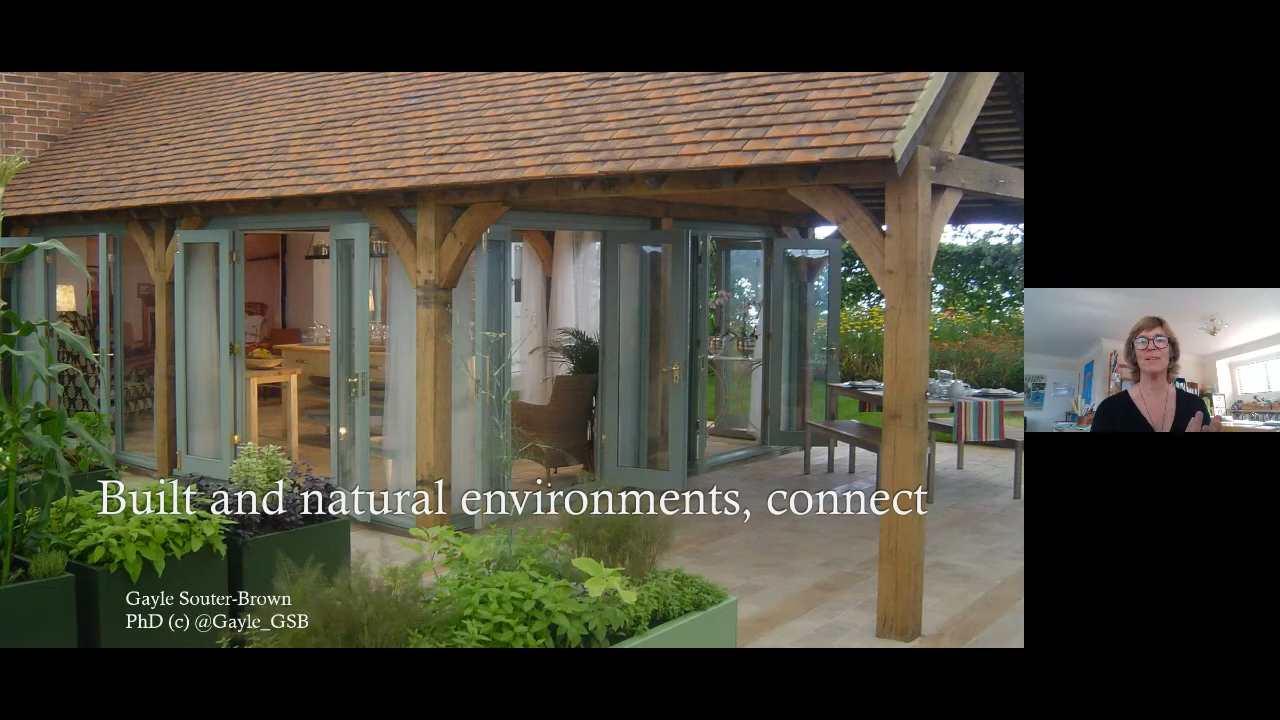 Built and natural environments, connect
Gayle Souter-Brown
PhD (c) @Gayle_GSB